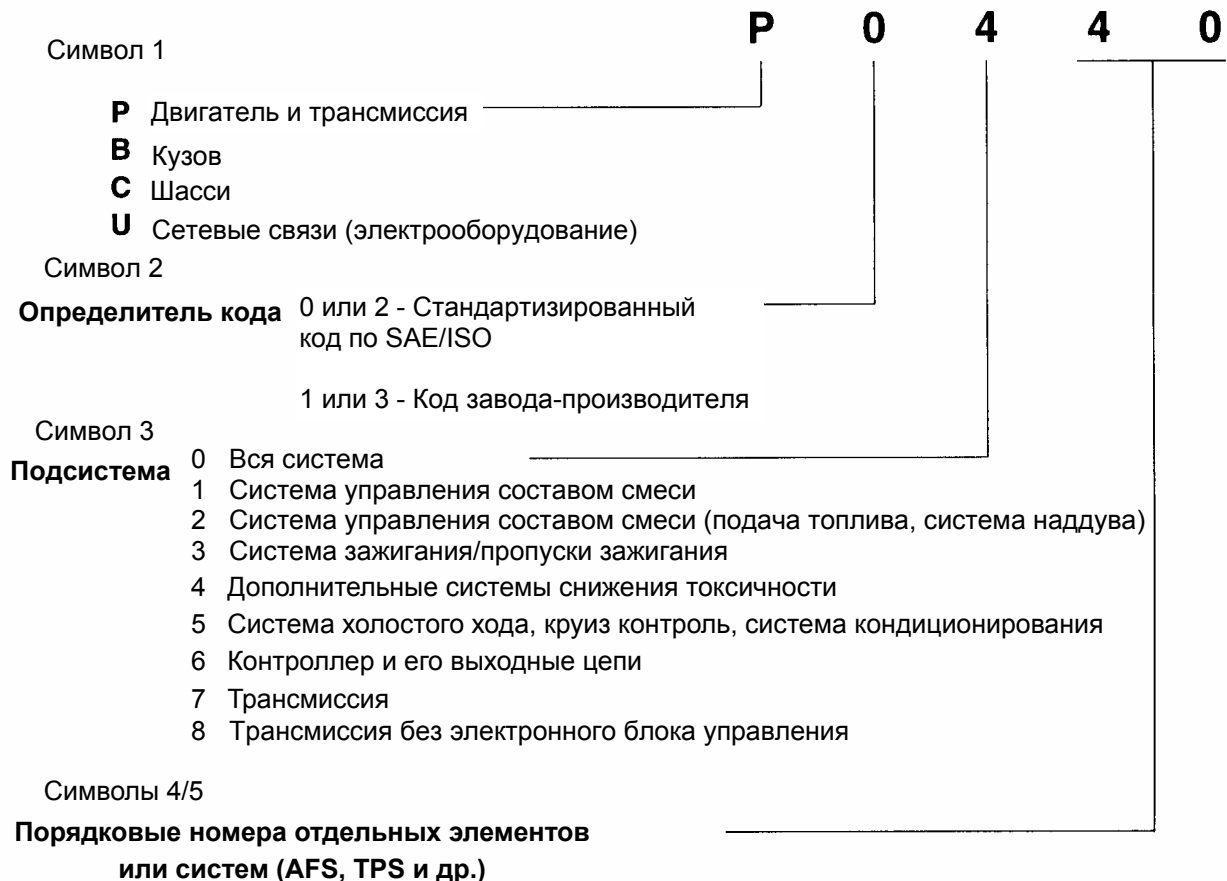 P 0 4 4 0
Символ 1
P Двигатель и трансмиссия
B Кузов
C Шасси
U Сетевые связи (электрооборудование)
Символ 2
Определитель кода 0 или 2 - Стандартизированный
код по SAE/ISO
1 или 3 - Код завода-производителя
Символ 3
Подсистема 0 Вся система
1 Система управления составом смеси
2 Система управления составом смеси (подача топлива, система наддува)
3 Система зажигания/пропуски зажигания
4 Дополнительные системы снижения токсичности
5 Система холостого хода, круиз контроль, система кондиционирования
6 Контроллер и его выходные цепи
7 Трансмиссия
8 Трансмиссия без электронного блока управления
Символы 4/5
Порядковые номера отдельных элементов
или систем (AFS, TPS и др.)